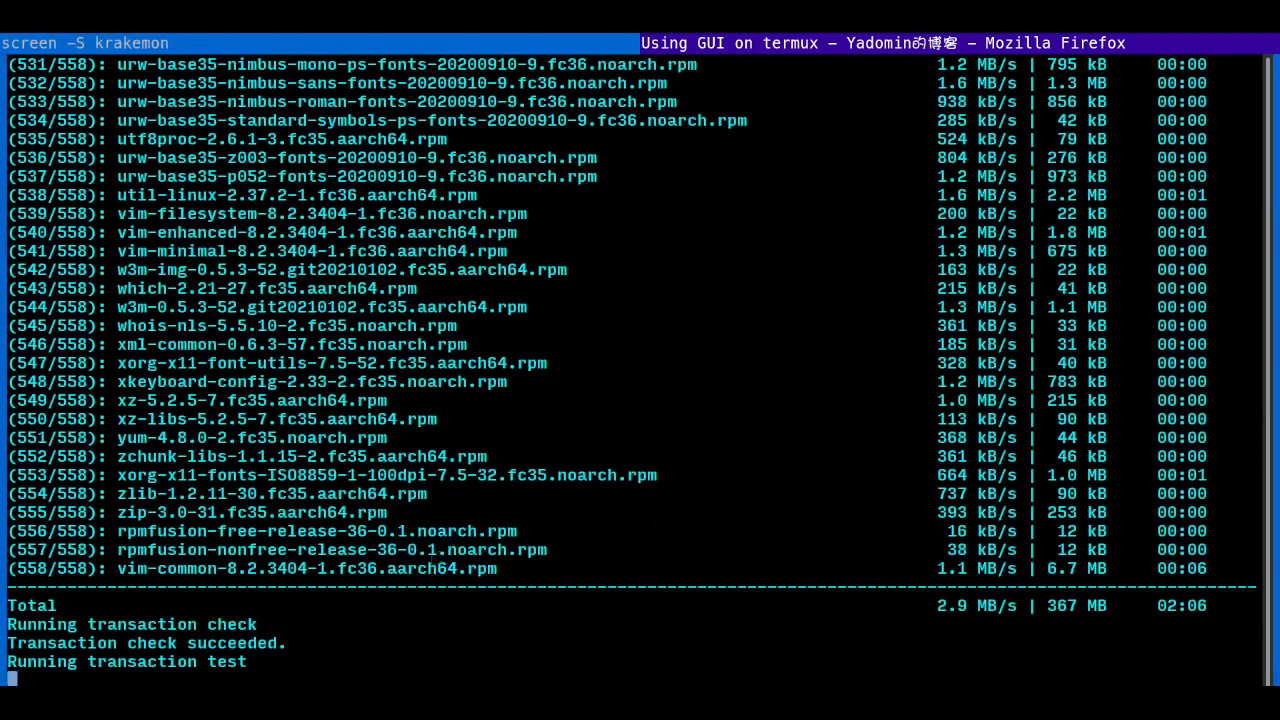 screen -S krakemon
Using GUI on termux – Yadomin的博客 – Mozilla Firefox
(531/558): urw-base35-nimbus-mono-ps-fonts-20200910-9.fc36.noarch.rpm 1.2 MB/s | 795 kB 00:00
(532/558): urw-base35-nimbus-sans-fonts-20200910-9.fc36.noarch.rpm 1.6 MB/s | 1.3 MB 00:00
(533/558): urw-base35-nimbus-roman-fonts-20200910-9.fc36.noarch.rpm 938 kB/s | 856 kB 00:00
(534/558): urw-base35-standard-symbols-ps-fonts-20200910-9.fc36.noarch.rpm 285 kB/s | 42 kB 00:00
(535/558): utf8proc-2.6.1-3.fc35.aarch64.rpm 524 kB/s | 79 kB 00:00
(536/558): urw-base35-z003-fonts-20200910-9.fc36.noarch.rpm 804 kB/s | 276 kB 00:00
(537/558): urw-base35-p052-fonts-20200910-9.fc36.noarch.rpm 1.2 MB/s | 973 kB 00:00
(538/558): util-linux-2.37.2-1.fc36.aarch64.rpm 1.6 MB/s | 2.2 MB 00:01
(539/558): vim-filesystem-8.2.3404-1.fc36.noarch.rpm 200 kB/s | 22 kB 00:00
(540/558): vim-enhanced-8.2.3404-1.fc36.aarch64.rpm 1.2 MB/s | 1.8 MB 00:01
(541/558): vim-minimal-8.2.3404-1.fc36.aarch64.rpm 1.3 MB/s | 675 kB 00:00
(542/558): w3m-img-0.5.3-52.git20210102.fc35.aarch64.rpm 163 kB/s | 22 kB 00:00
(543/558): which-2.21-27.fc35.aarch64.rpm 215 kB/s | 41 kB 00:00
(544/558): w3m-0.5.3-52.git20210102.fc35.aarch64.rpm 1.3 MB/s | 1.1 MB 00:00
(545/558): whois-nls-5.5.10-2.fc35.noarch.rpm 361 kB/s | 33 kB 00:00
(546/558): xml-common-0.6.3-57.fc35.noarch.rpm 185 kB/s | 31 kB 00:00
(547/558): xorg-x11-font-utils-7.5-52.fc35.aarch64.rpm 328 kB/s | 40 kB 00:00
(548/558): xkeyboard-config-2.33-2.fc35.noarch.rpm 1.2 MB/s | 783 kB 00:00
(549/558): xz-5.2.5-7.fc35.aarch64.rpm 1.0 MB/s | 215 kB 00:00
(550/558): xz-libs-5.2.5-7.fc35.aarch64.rpm 113 kB/s | 90 kB 00:00
(551/558): yum-4.8.0-2.fc35.noarch.rpm 368 kB/s | 44 kB 00:00
(552/558): zchunk-libs-1.1.15-2.fc35.aarch64.rpm 361 kB/s | 46 kB 00:00
(553/558): xorg-x11-fonts-ISO8859-1-100dpi-7.5-32.fc35.noarch.rpm 664 kB/s | 1.0 MB 00:01
(554/558): zlib-1.2.11-30.fc35.aarch64.rpm 737 kB/s | 90 kB 00:00
(555/558): zip-3.0-31.fc35.aarch64.rpm 393 kB/s | 253 kB 00:00
(556/558): rpmfusion-free-release-36-0.1.noarch.rpm 16 kB/s | 12 kB 00:00
(557/558): rpmfusion-nonfree-release-36-0.1.noarch.rpm 38 kB/s | 12 kB 00:00
(558/558): vim-common-8.2.3404-1.fc36.aarch64.rpm 1.1 MB/s | 6.7 MB 00:06
--------------------------------------------------------------------------------
Total 2.9 MB/s | 367 MB 02:06
Running transaction check
Transaction check succeeded.
Running transaction test